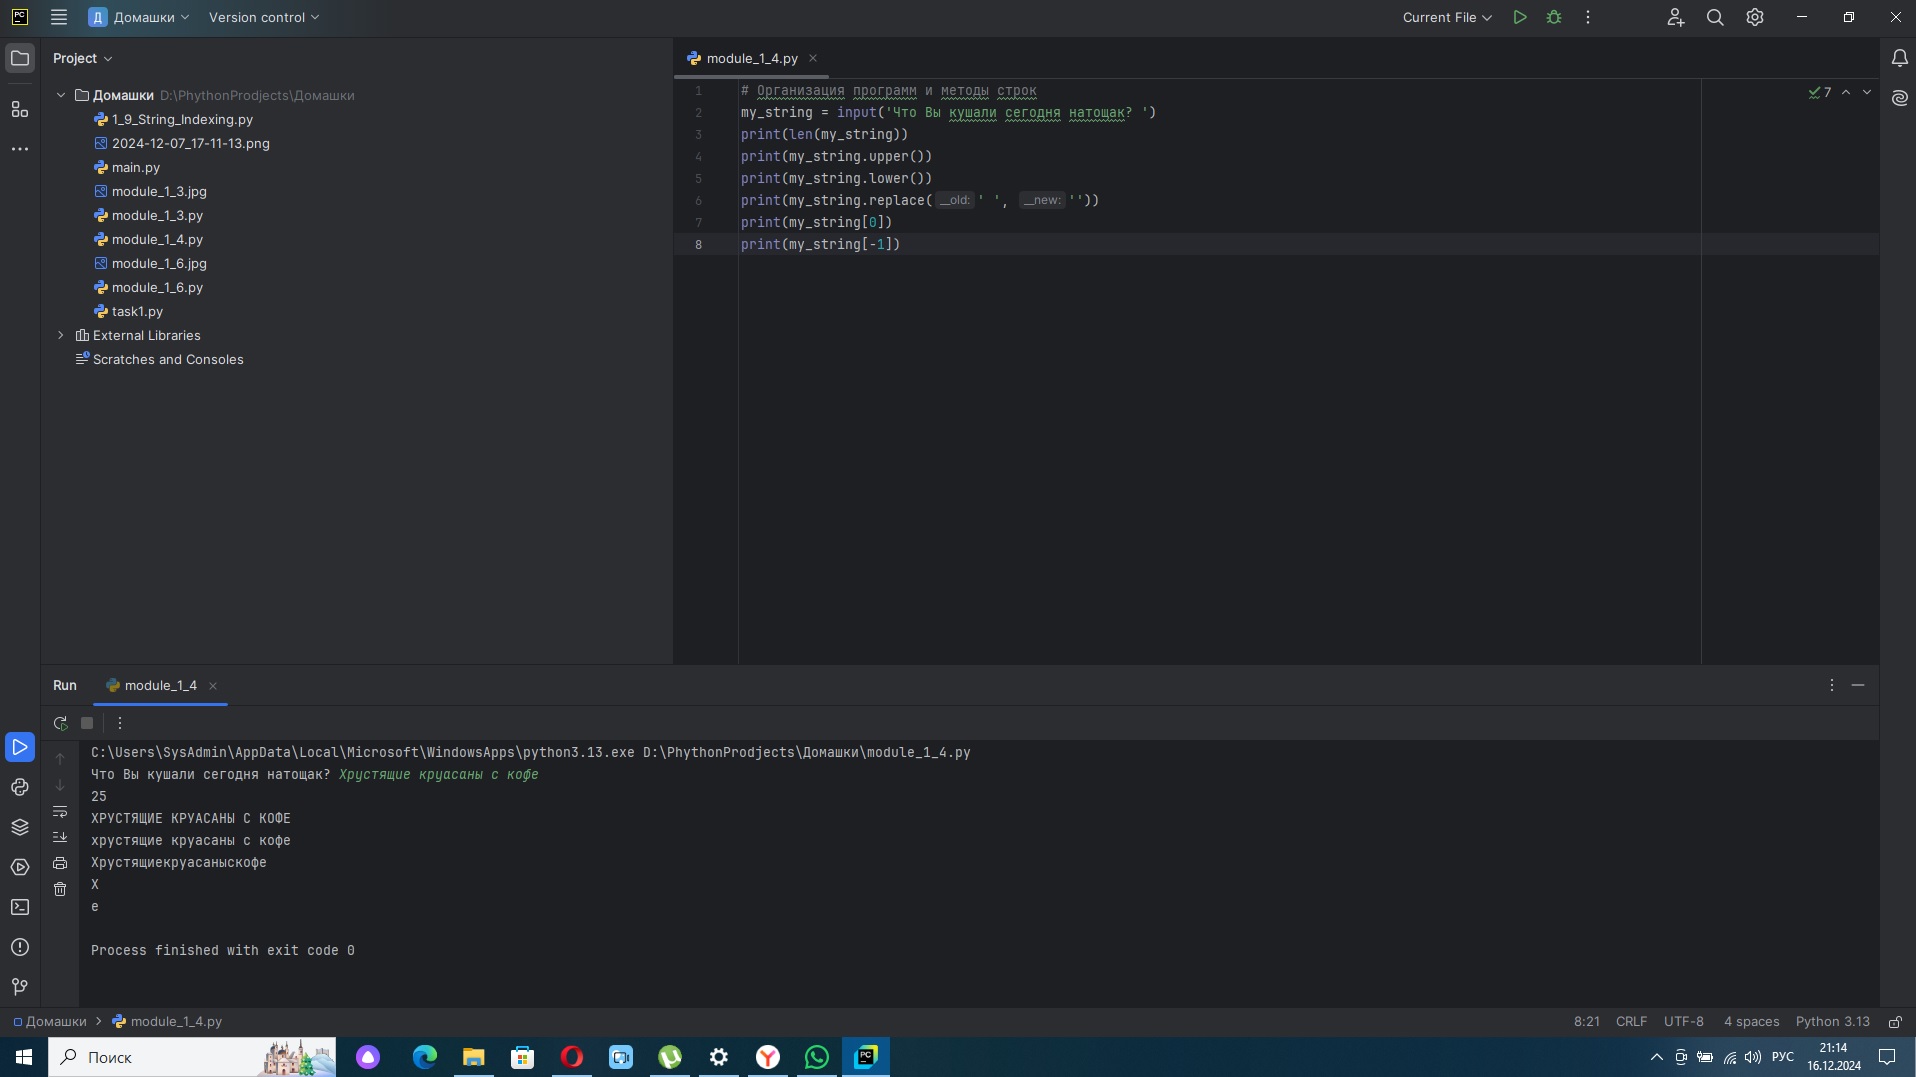 PC
Д Домашки Version control Current File
Project
module_1_4.py
Домашки D:\PhythonProdjects\Домашки
1_9_String_Indexing.py
2024-12-07_17-11-13.png
main.py
module_1_3.jpg
module_1_3.py
module_1_4.py
module_1_6.jpg
module_1_6.py
task1.py
External Libraries
Scratches and Consoles
7
1 # Организация программ и методы строк
2 my_string = input('Что Вы кушали сегодня натощак? ')
3 print(len(my_string))
4 print(my_string.upper())
5 print(my_string.lower())
6 print(my_string.replace( __old: ' ', __new: ''))
7 print(my_string[0])
8 print(my_string[-1])
Run module_1_4
C:\Users\SysAdmin\AppData\Local\Microsoft\WindowsApps\python3.13.exe D:\PhythonProdjects\Домашки\module_1_4.py
Что Вы кушали сегодня натощак? Хрустящие круасаны с кофе
25
ХРУСТЯЩИЕ КРУАСАНЫ С КОФЕ
хрустящие круасаны с кофе
Хрустящиекруасаныскофе
Х
е
Process finished with exit code 0
Домашки module_1_4.py 8:21 CRLF UTF-8 4 spaces Python 3.13
Поиск
PC
РУС
21:14
16.12.2024